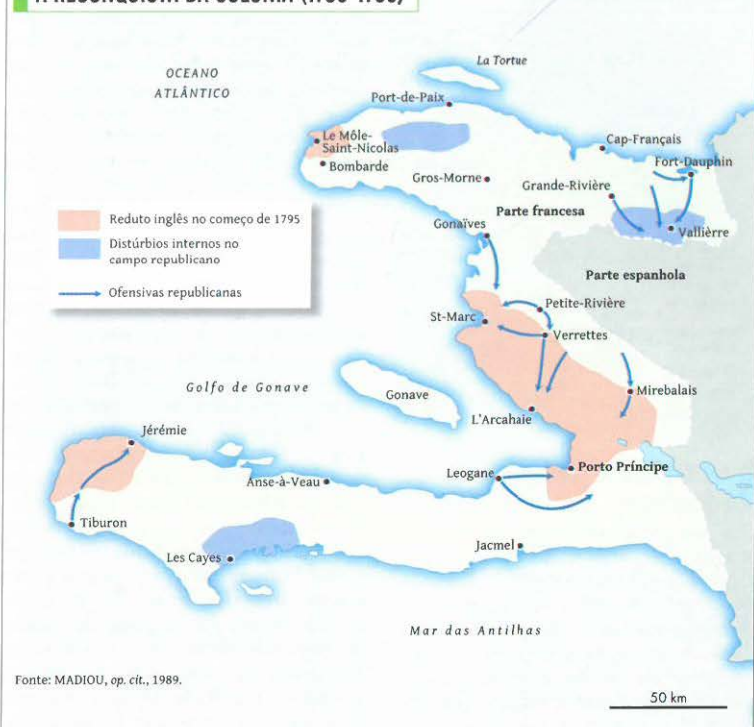 A RECONQUISTA DA COLÔNIA
OCEANO
ATLÂNTICO
La Tortue
Port-de-Paix
Le Môle-
Saint-Nicolas
Bombarde
Cap-Français
Fort-Dauphin
Gros-Morne
Grande-Rivière
Parte francesa
Vallièrre
Gonaïves
Reduto inglês no começo de 1795
Distúrbios internos no
campo republicano
Ofensivas republicanas
Parte espanhola
Petite-Rivière
St-Marc
Verrettes
Golfo de Gonave
Gonave
Mirebalais
L'Arcahaie
Jérémie
Leogane
Porto Príncipe
Anse-à-Veau
Tiburon
Les Cayes
Jacmel
Mar das Antilhas
Fonte: MADIOU, op. cit., 1989.
50 km